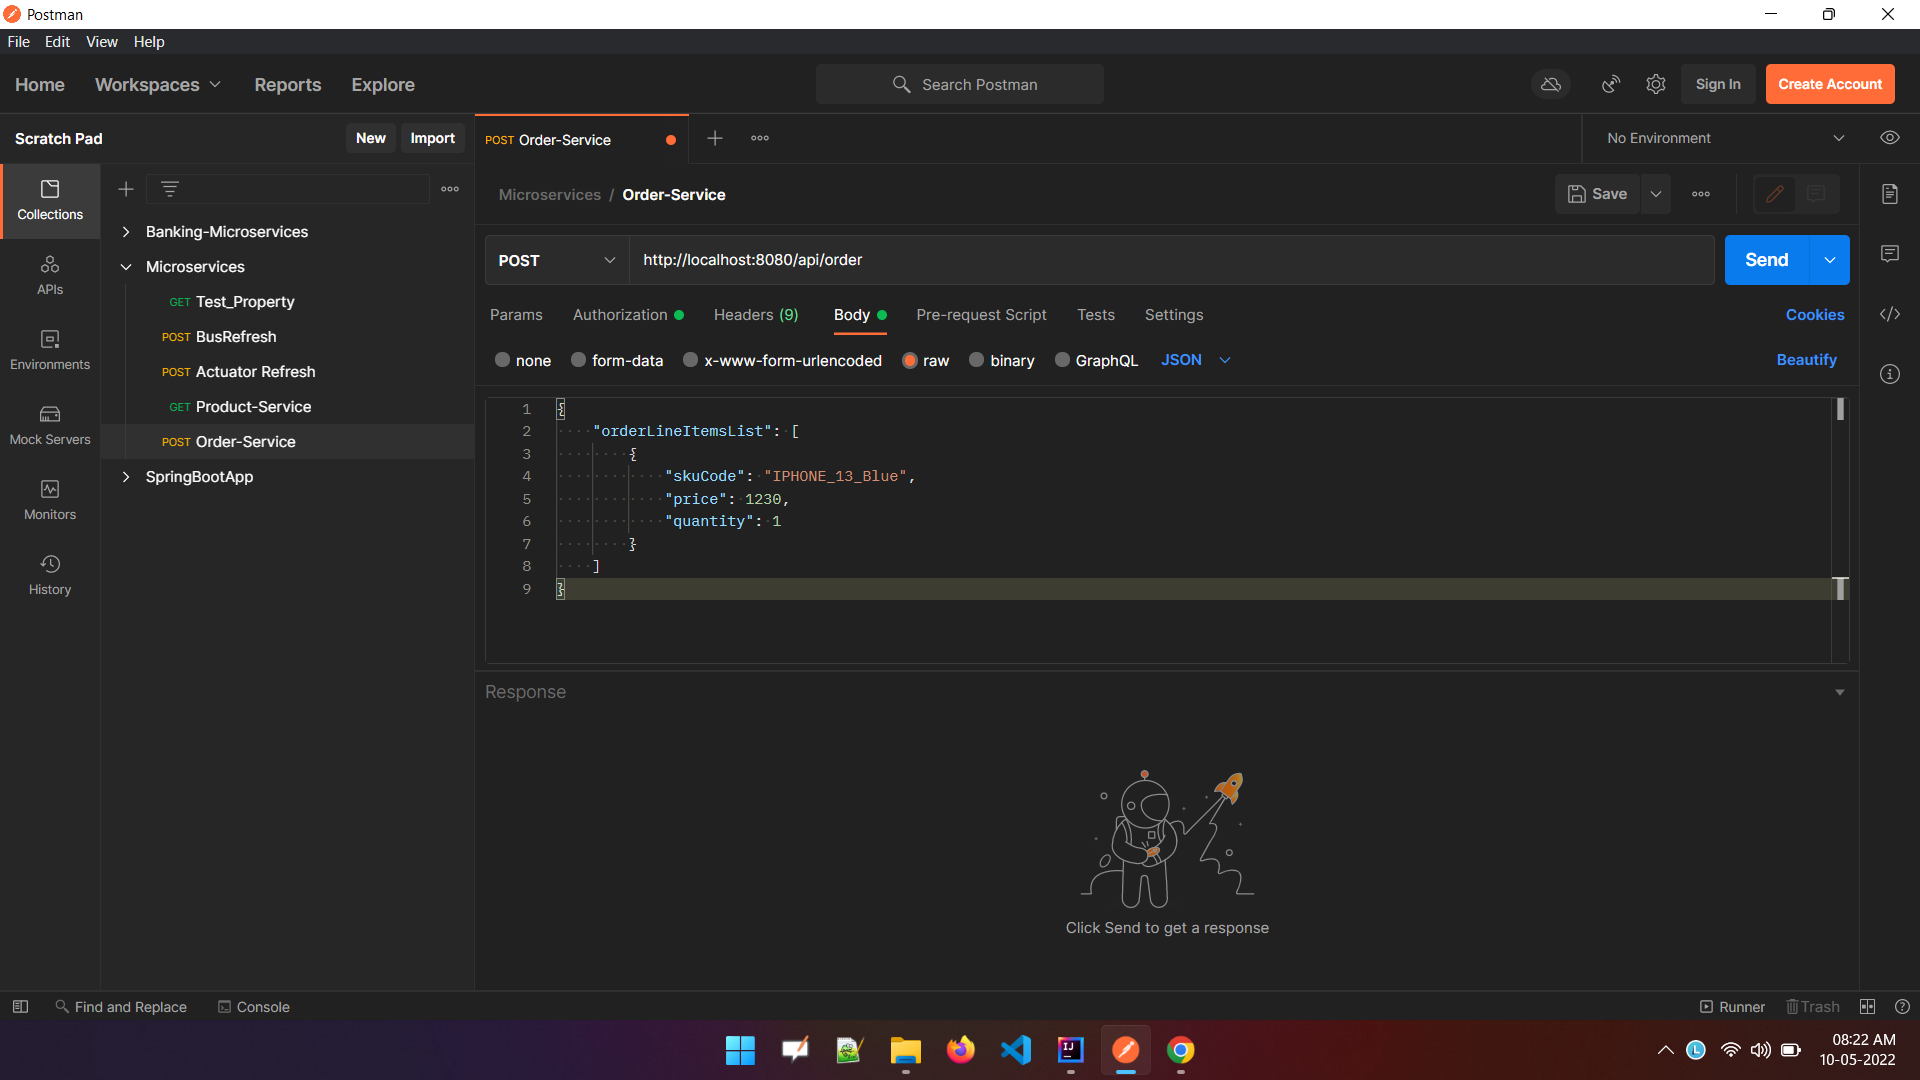 Postman
File Edit View Help
Home Workspaces Reports Explore Search Postman Sign In Create Account
Scratch Pad New Import POST Order-Service No Environment
Collections
APIs
Environments
Mock Servers
Monitors
History
Banking-Microservices
Microservices
GET Test_Property
POST BusRefresh
POST Actuator Refresh
GET Product-Service
POST Order-Service
SpringBootApp
Microservices / Order-Service Save
POST http://localhost:8080/api/order Send
Params Authorization Headers (9) Body Pre-request Script Tests Settings Cookies
none form-data x-www-form-urlencoded raw binary GraphQL JSON Beautify
1 {
2 "orderLineItemsList": [
3 {
4 "skuCode": "IPHONE_13_Blue",
5 "price": 1230,
6 "quantity": 1
7 }
8 ]
9 }
Response
Click Send to get a response
Find and Replace Console Runner Trash
IJ
L
08:22 AM
10-05-2022